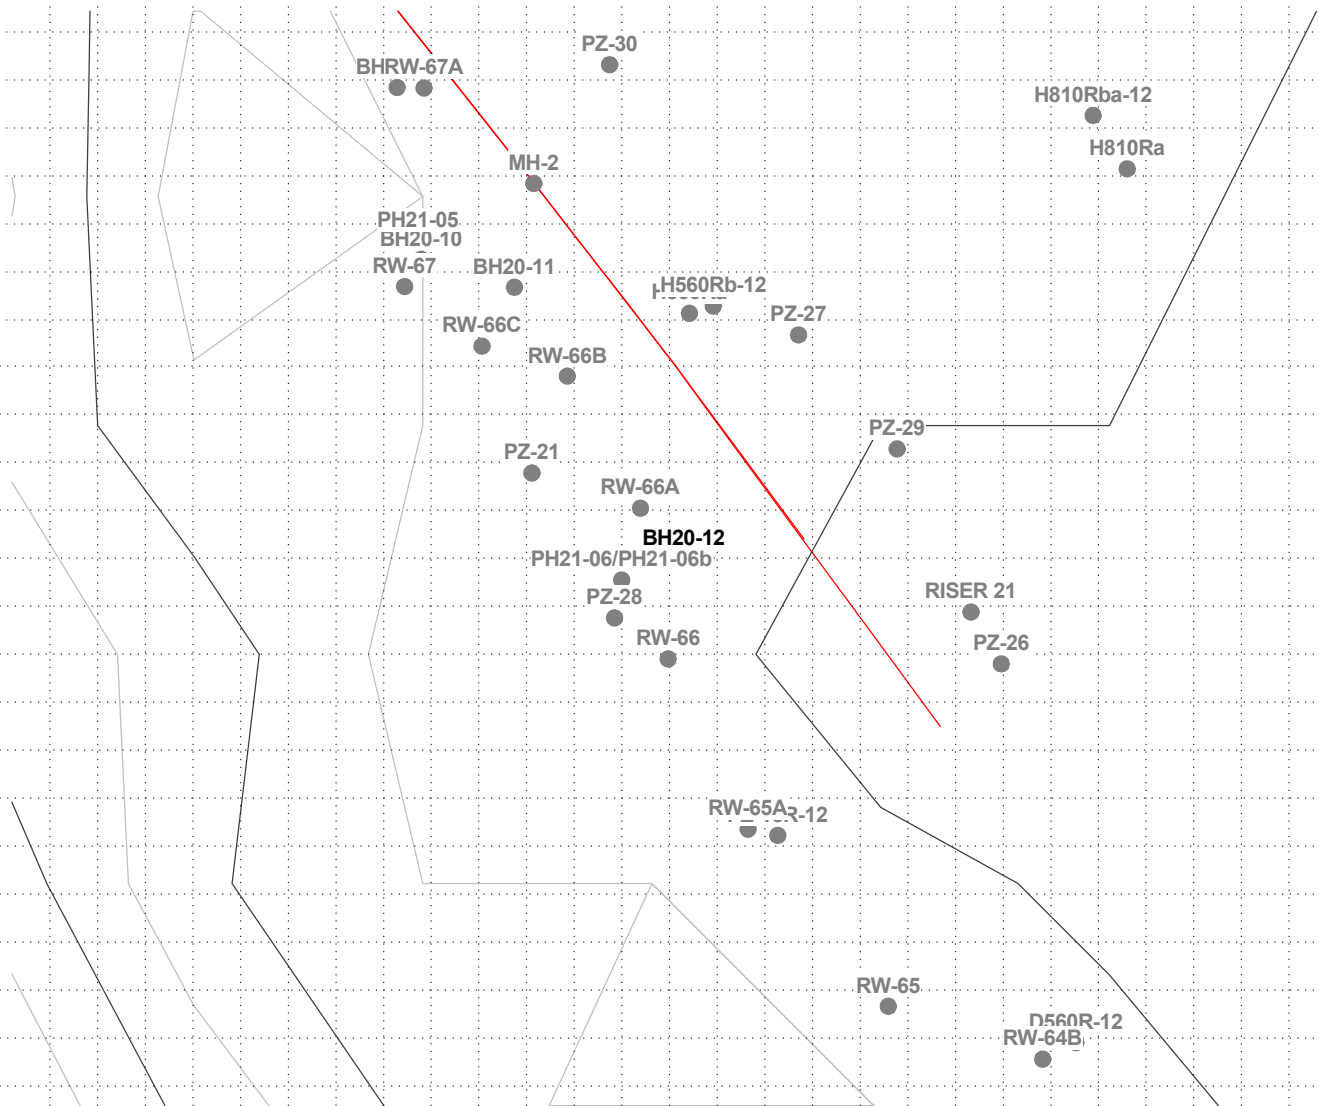 PZ-30
BHRW-67A
H810Rba-12
H810Ra
MH-2
PH21-05
BH20-10
RW-67
BH20-11
H560Rb-12
PZ-27
RW-66C
RW-66B
PZ-29
PZ-21
RW-66A
BH20-12
PH21-06/PH21-06b
PZ-28
RISER 21
RW-66
PZ-26
RW-65A
RW-65
D560R-12
RW-64B